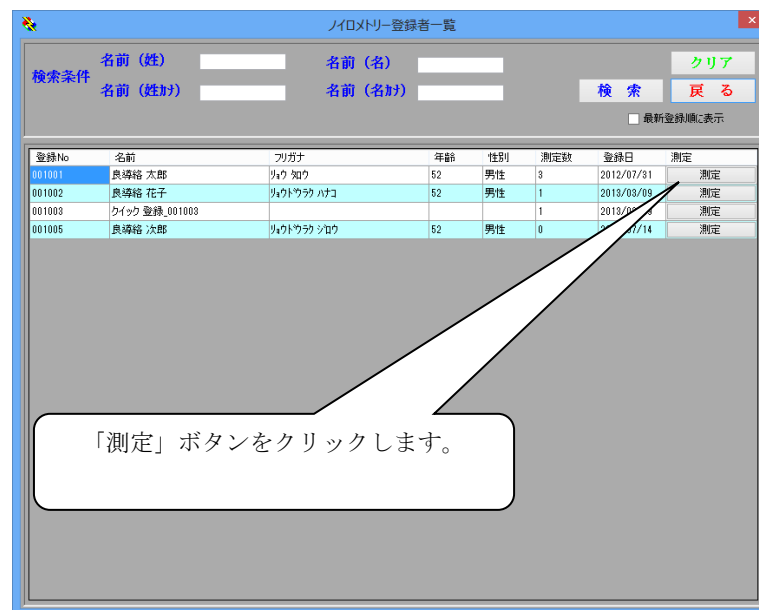 ノイロメトリー登録者一覧
検索条件
名前（姓） 名前（名） クリア
名前（姓ｶﾅ） 名前（名ｶﾅ） 検 索 戻 る
最新登録順に表示
登録No 名前 フリガナ 年齢 性別 測定数 登録日 測定
001001 良導絡 太郎 52 男性 3 2012/07/31 測定
001002 良導絡 花子 ﾘｮｳﾄﾞｳﾗｸ ﾊﾅｺ 52 男性 1 2013/03/09 測定
001003 クイック 登録_001003 1 測定
001005 良導絡 次郎 ﾘｮｳﾄﾞｳﾗｸ ｼﾞﾛｳ 52 男性 0 測定
「測定」ボタンをクリックします。